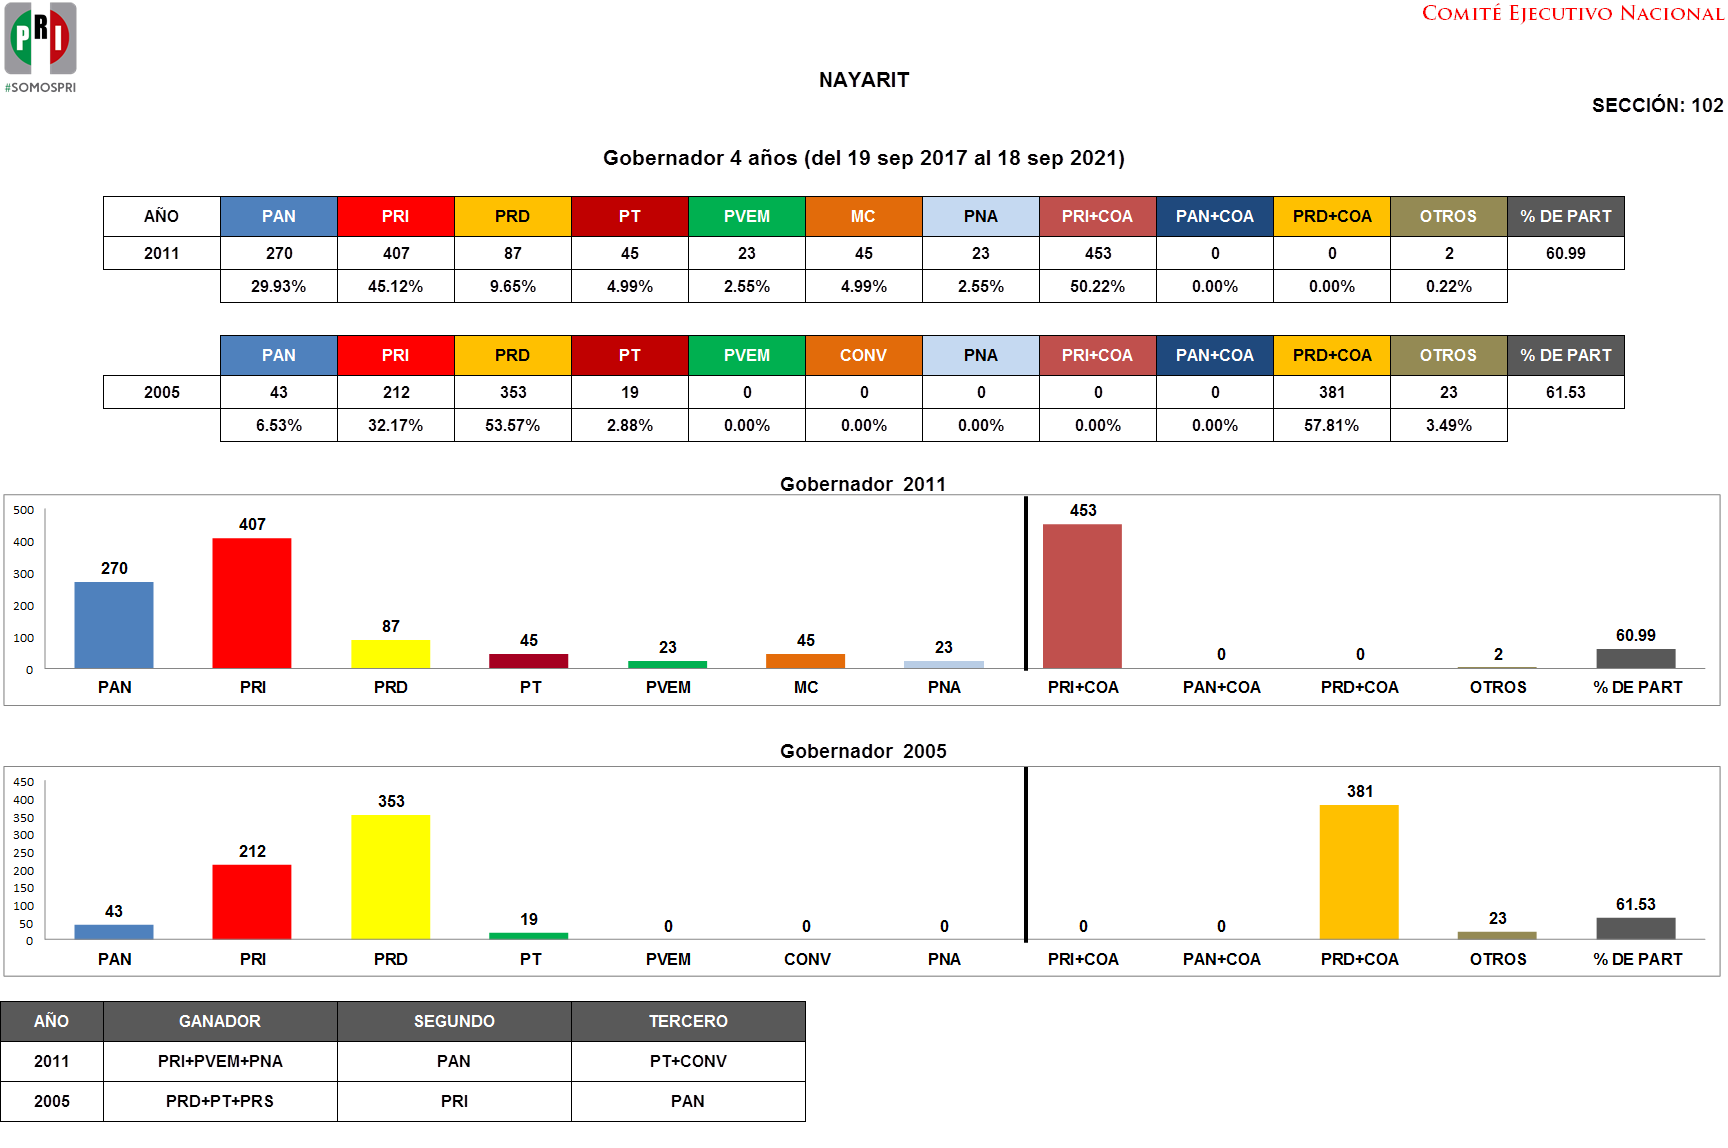 PRI
#SOMOSPRI
COMITÉ EJECUTIVO NACIONAL
NAYARIT
SECCIÓN: 102
Gobernador 4 años (del 19 sep 2017 al 18 sep 2021)
AÑO PAN PRI PRD PT PVEM MC PNA PRI+COA PAN+COA PRD+COA OTROS % DE PART
2011 270 407 87 45 23 45 23 453 0 0 2 60.99
29.93% 45.12% 9.65% 4.99% 2.55% 4.99% 2.55% 50.22% 0.00% 0.00% 0.22%
PAN PRI PRD PT PVEM CONV PNA PRI+COA PAN+COA PRD+COA OTROS % DE PART
2005 43 212 353 19 0 0 0 0 0 381 23 61.53
6.53% 32.17% 53.57% 2.88% 0.00% 0.00% 0.00% 0.00% 0.00% 57.81% 3.49%
Gobernador 2011
500
400
300
200
100
0
270 407 87 45 23 45 23 453 0 0 2 60.99
PAN PRI PRD PT PVEM MC PNA PRI+COA PAN+COA PRD+COA OTROS % DE PART
Gobernador 2005
450
400
350
300
250
200
150
100
50
0
43 212 353 19 0 0 0 0 0 381 23 61.53
PAN PRI PRD PT PVEM CONV PNA PRI+COA PAN+COA PRD+COA OTROS % DE PART
AÑO GANADOR SEGUNDO TERCERO
2011 PRI+PVEM+PNA PAN PT+CONV
2005 PRD+PT+PRS PRI PAN